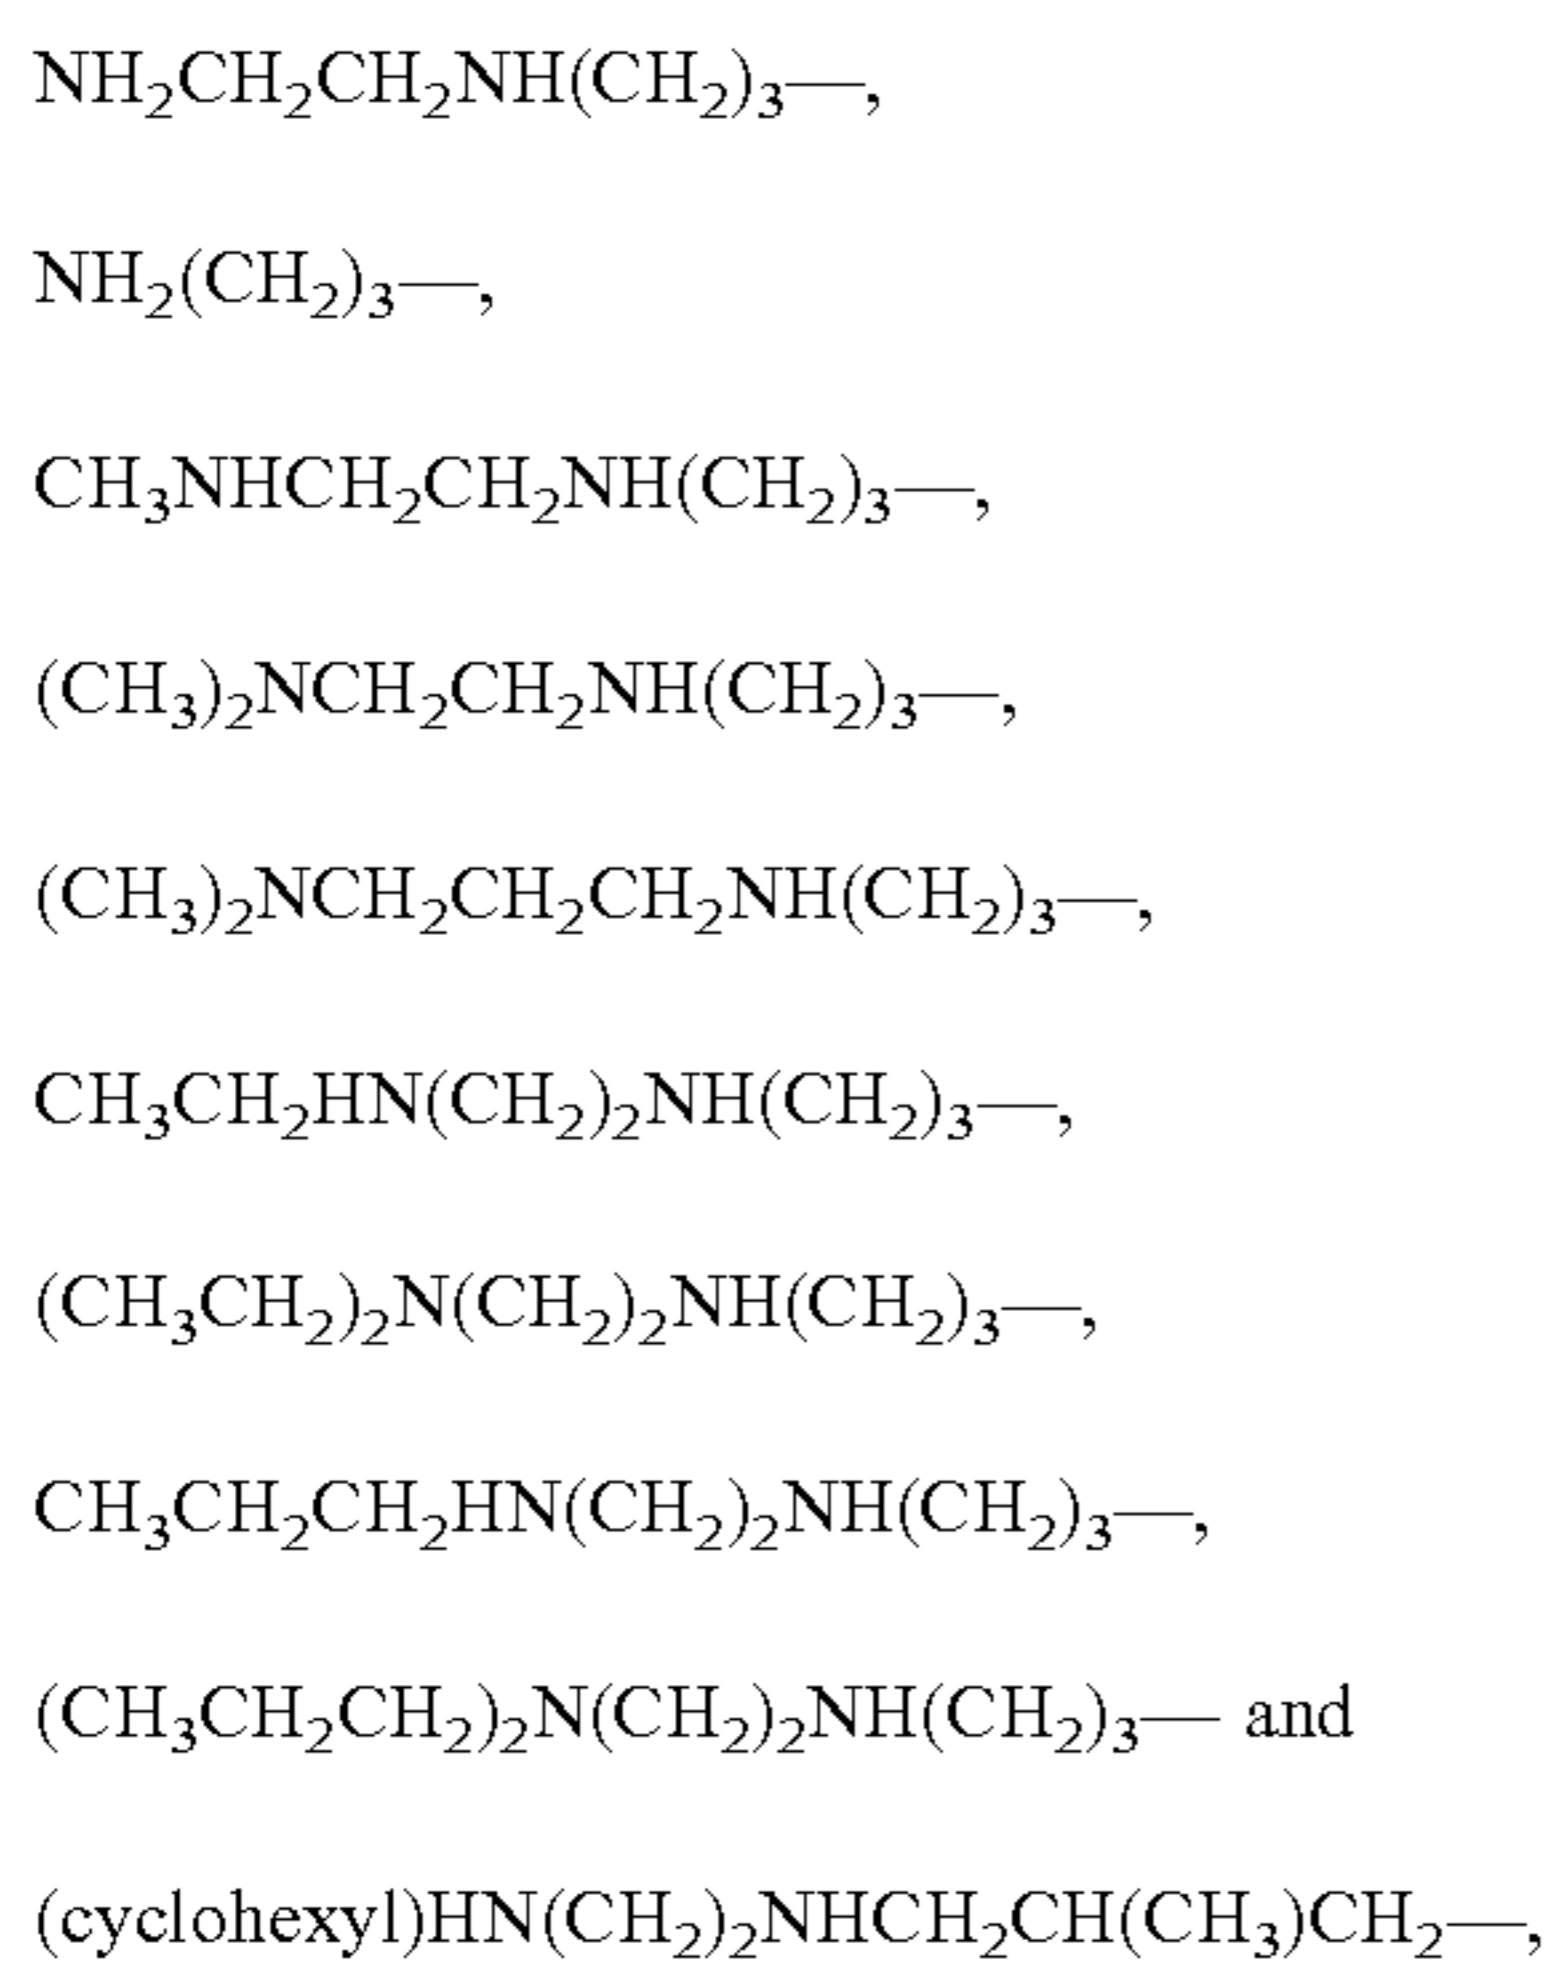 NH₂CH₂CH₂NH(CH₂)₃—,
NH₂(CH₂)₃—,
CH₃NHCH₂CH₂NH(CH₂)₃—,
(CH₃)₂NCH₂CH₂NH(CH₂)₃—,
(CH₃)₂NCH₂CH₂CH₂NH(CH₂)₃—,
CH₃CH₂HN(CH₂)₂NH(CH₂)₃—,
(CH₃CH₂)₂N(CH₂)₂NH(CH₂)₃—,
CH₃CH₂CH₂HN(CH₂)₂NH(CH₂)₃—,
(CH₃CH₂CH₂)₂N(CH₂)₂NH(CH₂)₃— and
(cyclohexyl)HN(CH₂)₂NHCH₂CH(CH₃)CH₂—,